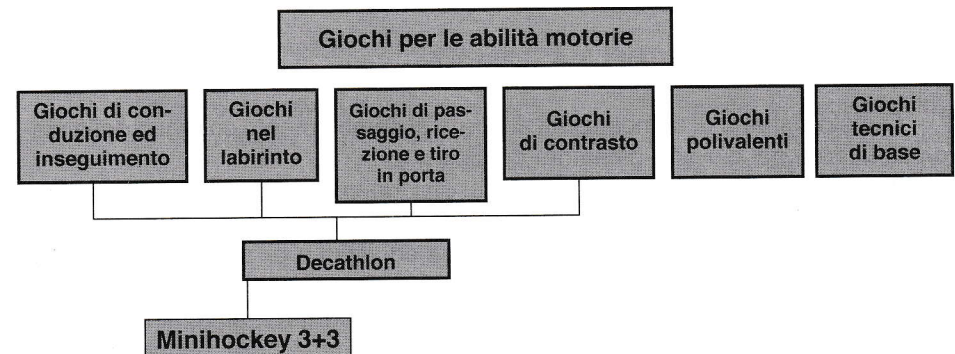 Giochi per le abilità motorie
Giochi di con-
duzione ed
inseguimento
Giochi
nel
labirinto
Giochi di pas-
saggio, rice-
zione e tiro
in porta
Giochi
di contrasto
Giochi
polivalenti
Giochi
tecnici
di base
Decathlon
Minihockey 3+3